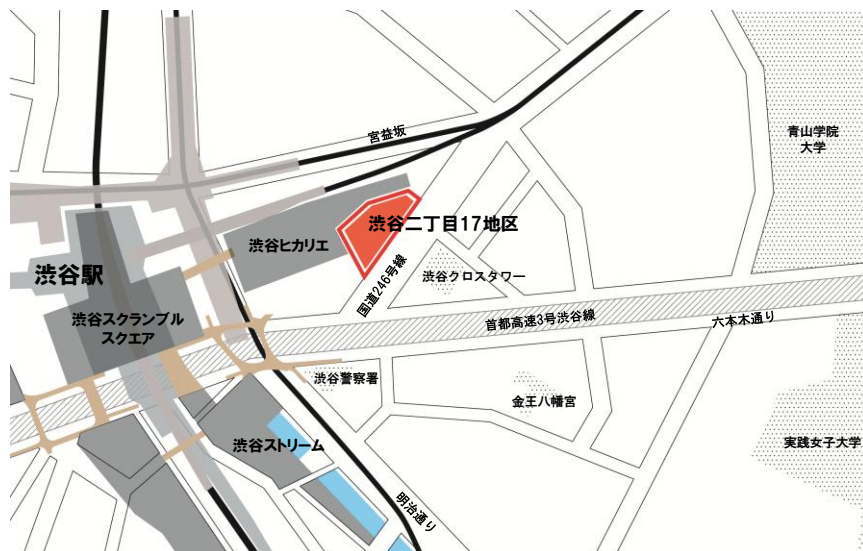 宮益坂
青山学院
大学
渋谷二丁目17地区
渋谷ヒカリエ
渋谷駅
国道246号線
渋谷クロスタワー
渋谷スクランブル
スクエア
首都高速3号渋谷線
六本木通り
渋谷警察署
金王八幡宮
渋谷ストリーム
実践女子大学
明治通り